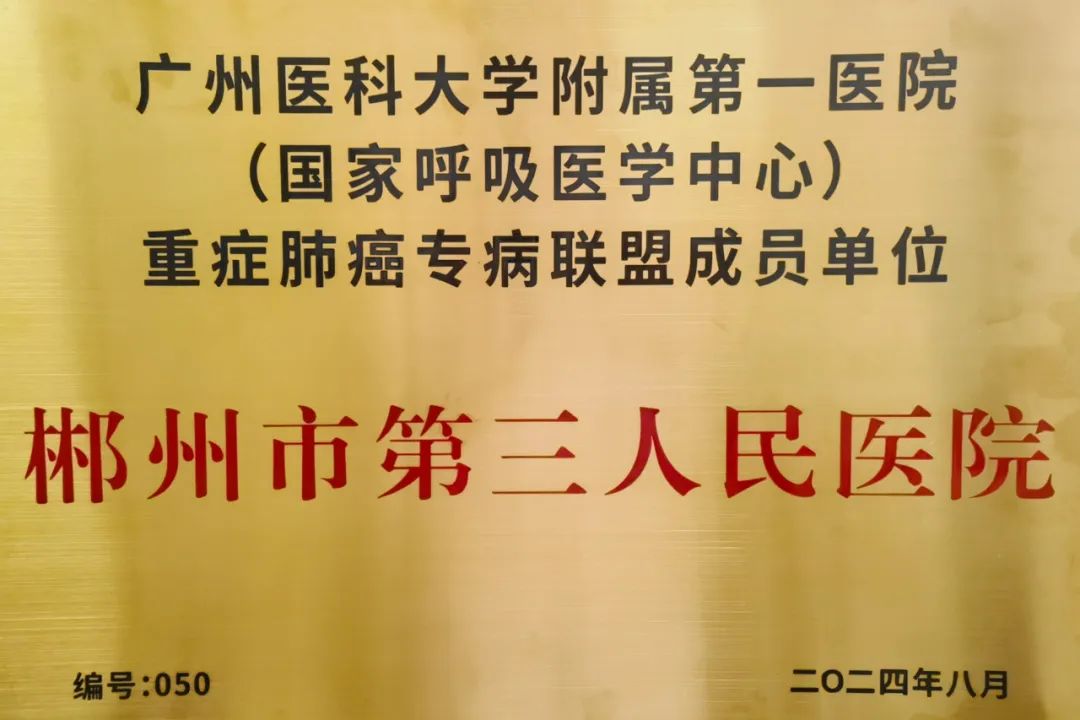 广州医科大学附属第一医院
（国家呼吸医学中心）
重症肺癌专病联盟成员单位
郴州市第三人民医院
编号:050
二O二四年八月